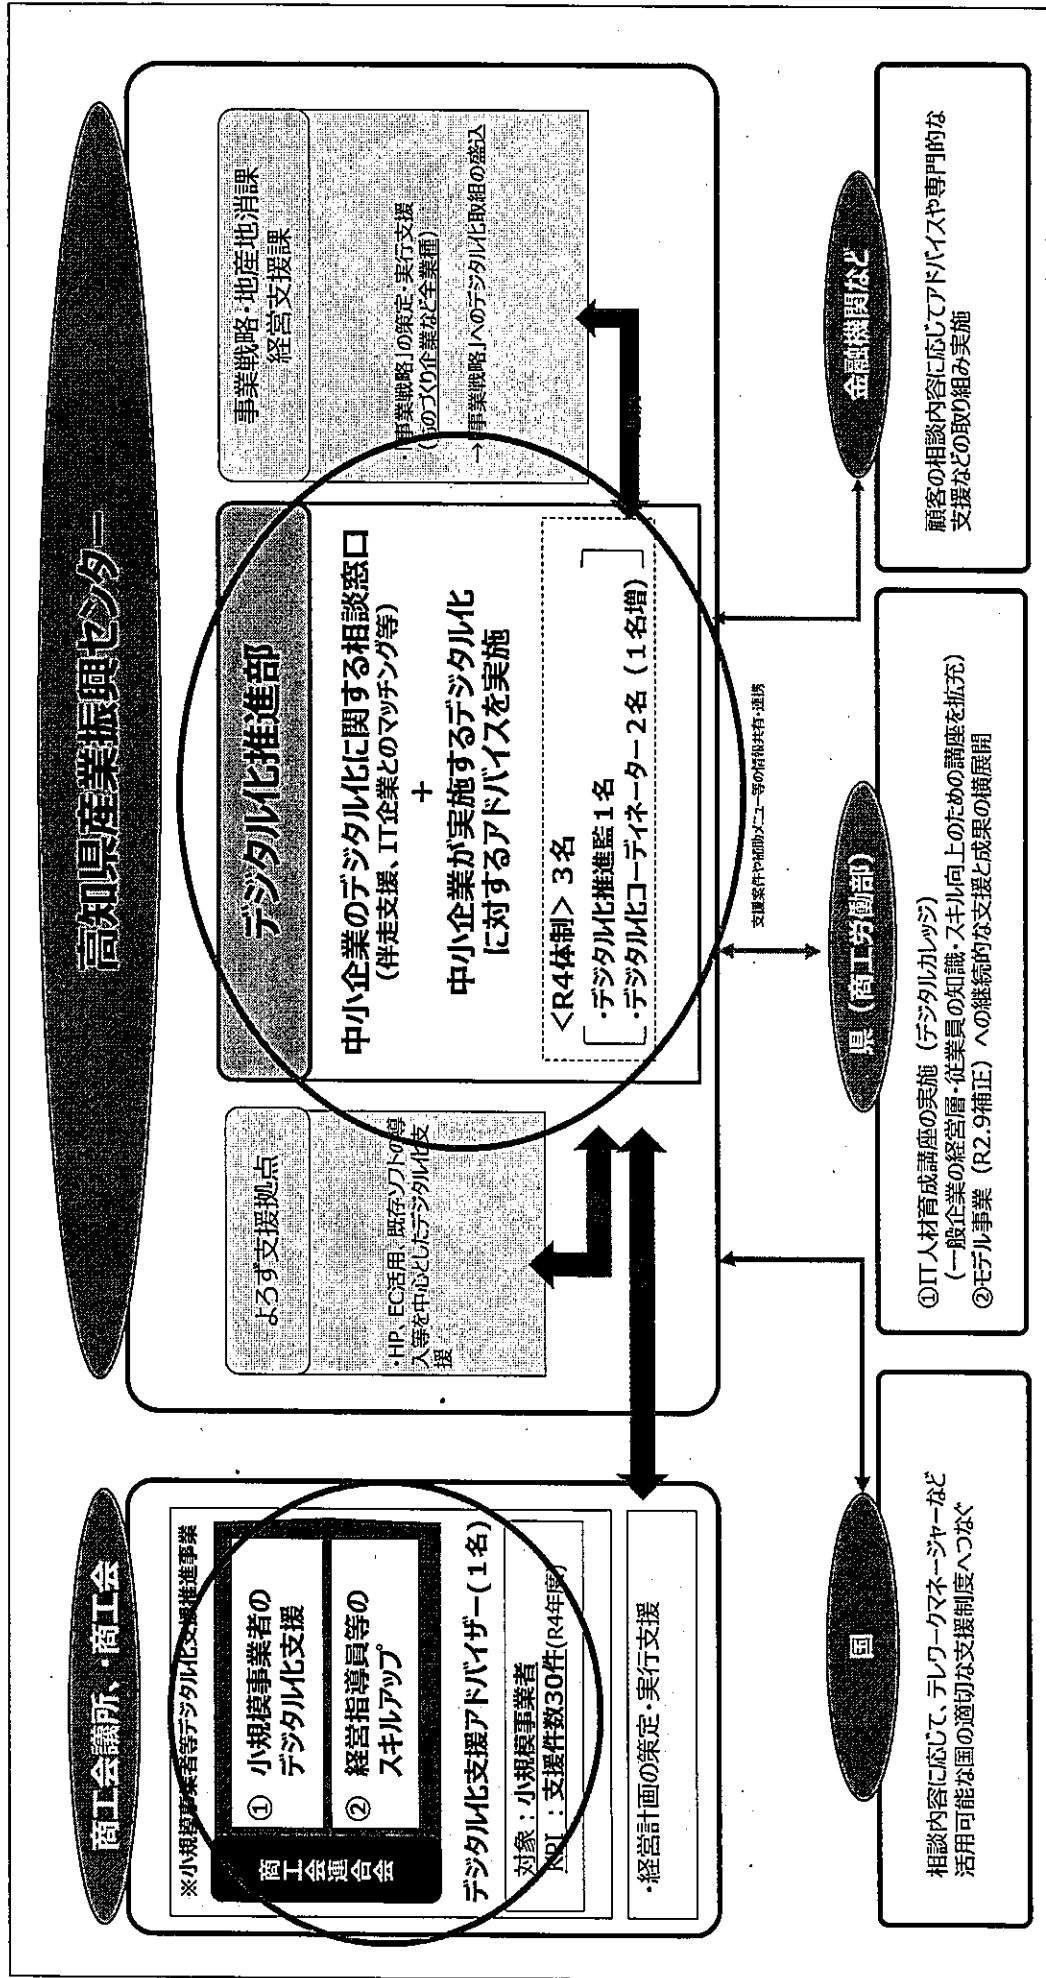 商工会議所、商工会
※小規模事業者等デジタル化支援推進事業
商工会連合会
① 小規模事業者の
デジタル化支援
② 経営指導員等の
スキルアップ
デジタル化支援アドバイザー(1名)
対象:小規模事業者
KPI :支援件数30件(R4年度)
・経営計画の策定・実行支援
高知県産業振興センター
よろず支援拠点
・HP、EC活用、既存ソフトの導
入等を中心としたデジタル化支
援
デジタル化推進部
中小企業のデジタル化に関する相談窓口
(伴走支援、IT企業とのマッチング等)
+
中小企業が実施するデジタル化
に対するアドバイスを実施
<R4体制>3名
・デジタル化推進監1名
・デジタル化コーディネーター2名(1名増)
事業戦略・地産地消課
経営支援課
「事業戦略」の策定・実行支援
(ものづくり企業など全業種)
→「事業戦略」へのデジタル化取組の盛込
支援案件や補助メニュー等の情報共有・連携
国
相談内容に応じて、テレワークマネージャーなど
活用可能な国の適切な支援制度へつなぐ
県(商工労働部)
①IT人材育成講座の実施(デジタルカレッジ)
(一般企業の経営層・従業員の知識・スキル向上のための講座を拡充)
②モデル事業(R2.9補正)への継続的な支援と成果の横展開
金融機関など
顧客の相談内容に応じてアドバイスや専門的な
支援などの取り組み実施